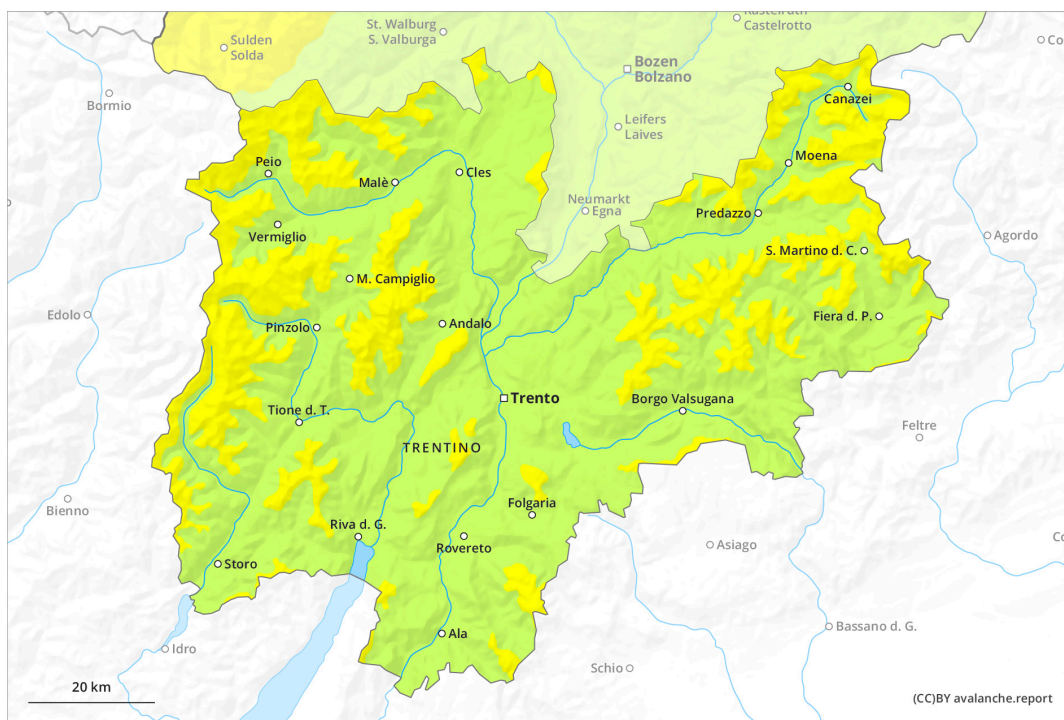 Kastelruth
Castelrotto
St. Walburg
S. Valburga
Sulden
Solda
Bozen
Bolzano
Bormio
Canazei
Leifers
Laives
Moena
Peio
Malè
Cles
Neumarkt
Egna
Predazzo
Vermiglio
Agordo
S. Martino d. C.
M. Campiglio
Edolo
Pinzolo
Andalo
Fiera d. P.
Trento
Borgo Valsugana
Tione d. T.
Feltre
TRENTINO
Bienno
Folgaria
Riva d. G.
Rovereto
Asiago
Storo
Bassano d. G.
Ala
Idro
Schio
20 km
(CC)BY avalanche.report